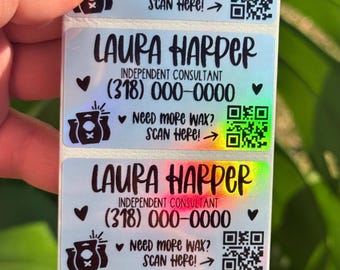 SCAN HERE! →
LAURA HARPER
INDEPENDENT CONSULTANT
(318) 000-0000
NEED MORE WAX?
SCAN HERE! →
LAURA HARPER
INDEPENDENT CONSULTANT
(318) 000-0000
NEED MORE WAX?
SCAN HERE! →